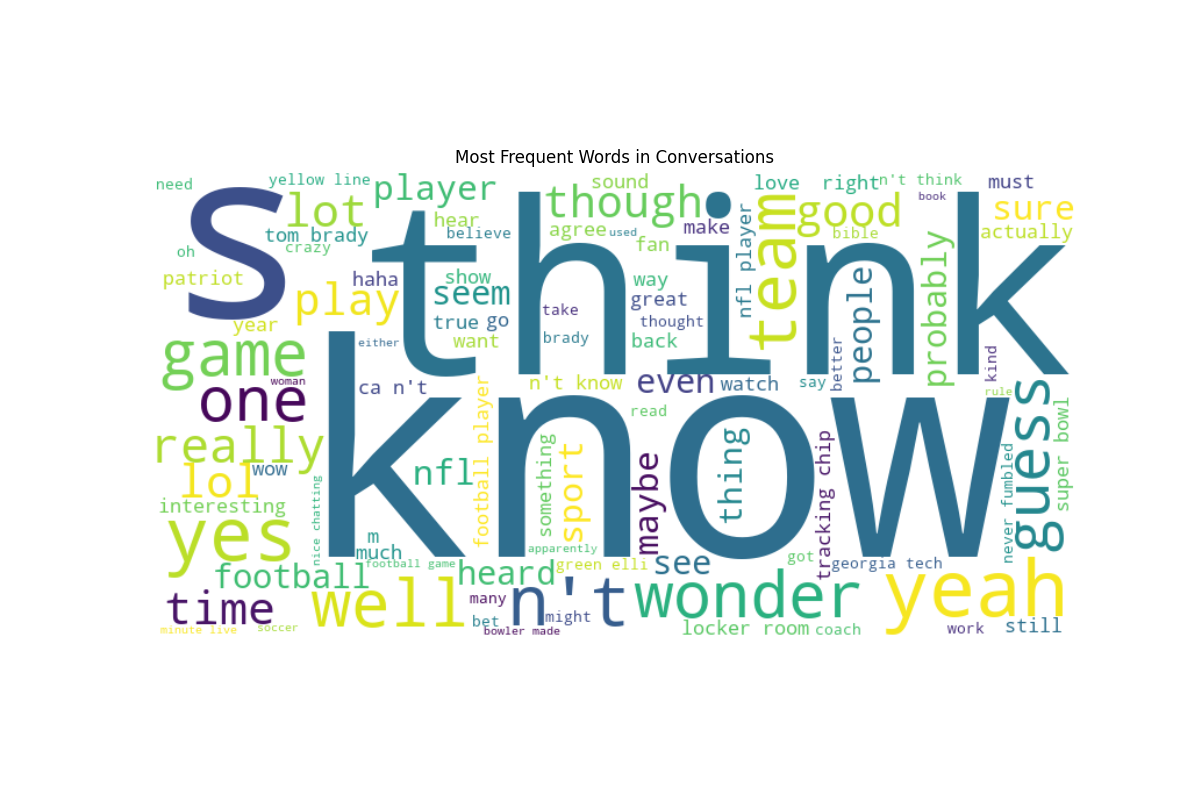 Most Frequent Words in Conversations
need
yellow line
player
sound
love
right
n't think
must
book
s
lot
though
team
good
sure
hear
tom brady
believe
agree
used
make
bible
actually
crazy
fan
oh
think
nfl player
probably
people
patriot
haha
show
way
play
seem
great
take
true
go
thought
year
want
brady
back
either
better
kind
game
woman
ca n't
n't know
even
watch
say
rule
one
know
read
guess
super bowl
really
football player
something
sport
maybe
thing
tracking chip
never fumbled
lol
wow
nfl
interesting
nice chatting
yes
m
much
apparently
see
got
georgia tech
football game
green elli
football
heard
time
well
many
n't
might
wonder
yeah
bet
minute live
soccer
bowler made
locker room
coach
work
still